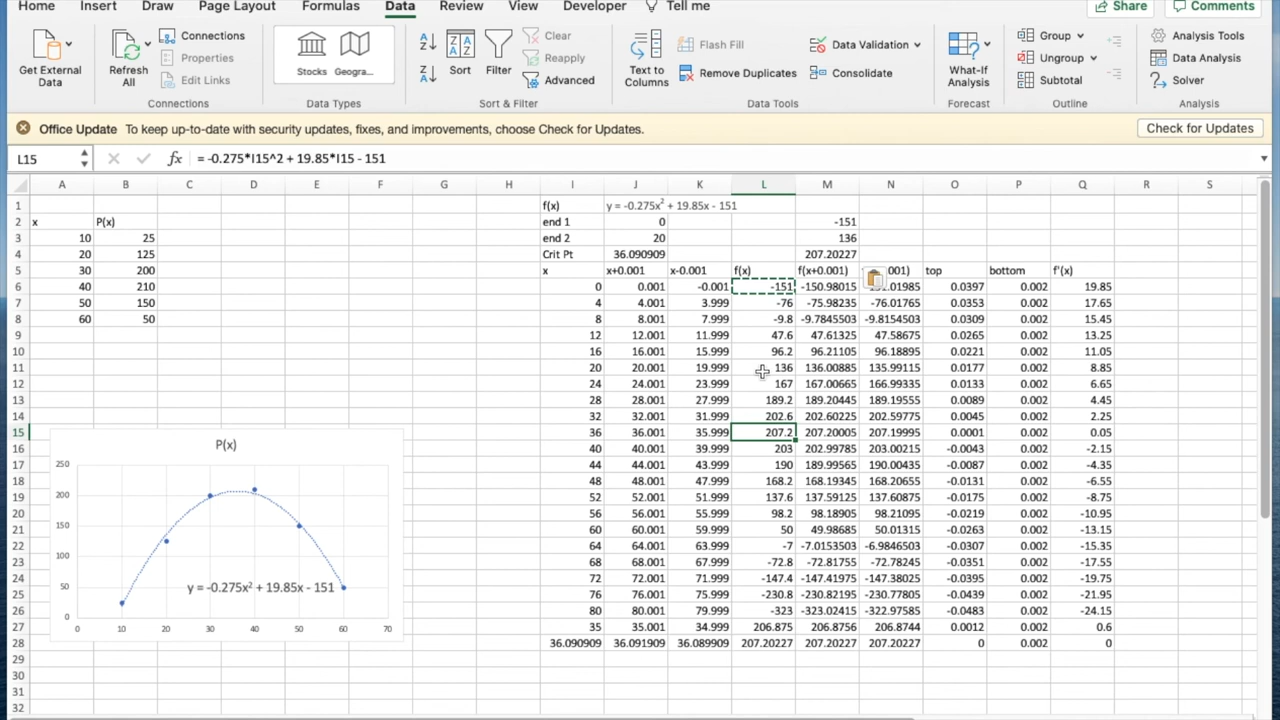 Home Insert Draw Page Layout Formulas Data Review View Developer Tell me Share Comments
Get External Data Refresh All Connections Properties Edit Links Stocks Geogra... Sort Filter Clear Reapply Advanced Text to Columns Flash Fill Remove Duplicates Data Validation Consolidate What-If Analysis Group Ungroup Subtotal Analysis Tools Data Analysis Solver
Connections Data Types Sort & Filter Data Tools Forecast Outline Analysis
Office Update To keep up-to-date with security updates, fixes, and improvements, choose Check for Updates. Check for Updates
L15 fx = -0.275*I15^2 + 19.85*I15 - 151
A B C D E F G H I J K L M N O P Q R S
1 f(x) y = -0.275x² + 19.85x - 151
2 x P(x) end 1 0 -151
3 10 25 end 2 20 136
4 20 125 Crit Pt 36.090909 207.20227
5 30 200 x x+0.001 x-0.001 f(x) f(x+0.001) 001) top bottom f'(x)
6 40 210 0 0.001 -0.001 -151 -150.98015 .01985 0.0397 0.002 19.85
7 50 150 4 4.001 3.999 -76 -75.98235 -76.01765 0.0353 0.002 17.65
8 60 50 8 8.001 7.999 -9.8 -9.7845503 -9.8154503 0.0309 0.002 15.45
9 12 12.001 11.999 47.6 47.61325 47.58675 0.0265 0.002 13.25
10 16 16.001 15.999 96.2 96.21105 96.18895 0.0221 0.002 11.05
11 20 20.001 19.999 136 136.00885 135.99115 0.0177 0.002 8.85
12 24 24.001 23.999 167 167.00665 166.99335 0.0133 0.002 6.65
13 28 28.001 27.999 189.2 189.20445 189.19555 0.0089 0.002 4.45
14 32 32.001 31.999 202.6 202.60225 202.59775 0.0045 0.002 2.25
15 36 36.001 35.999 207.2 207.20005 207.19995 0.0001 0.002 0.05
16 40 40.001 39.999 203 202.99785 203.00215 -0.0043 0.002 -2.15
17 44 44.001 43.999 190 189.99565 190.00435 -0.0087 0.002 -4.35
18 48 48.001 47.999 168.2 168.19345 168.20655 -0.0131 0.002 -6.55
19 52 52.001 51.999 137.6 137.59125 137.60875 -0.0175 0.002 -8.75
20 56 56.001 55.999 98.2 98.18905 98.21095 -0.0219 0.002 -10.95
21 60 60.001 59.999 50 49.98685 50.01315 -0.0263 0.002 -13.15
22 64 64.001 63.999 -7 -7.0153503 -6.9846503 -0.0307 0.002 -15.35
23 68 68.001 67.999 -72.8 -72.81755 -72.78245 -0.0351 0.002 -17.55
24 72 72.001 71.999 -147.4 -147.41975 -147.38025 -0.0395 0.002 -19.75
25 76 76.001 75.999 -230.8 -230.82195 -230.77805 -0.0439 0.002 -21.95
26 80 80.001 79.999 -323 -323.02415 -322.97585 -0.0483 0.002 -24.15
27 35 35.001 34.999 206.875 206.8756 206.8744 0.0012 0.002 0.6
28 36.090909 36.091909 36.089909 207.20227 207.20227 207.20227 0 0.002 0
29
30
31
32
P(x)
250
200
150
100
50
0
y = -0.275x² + 19.85x - 151
0 10 20 30 40 50 60 70